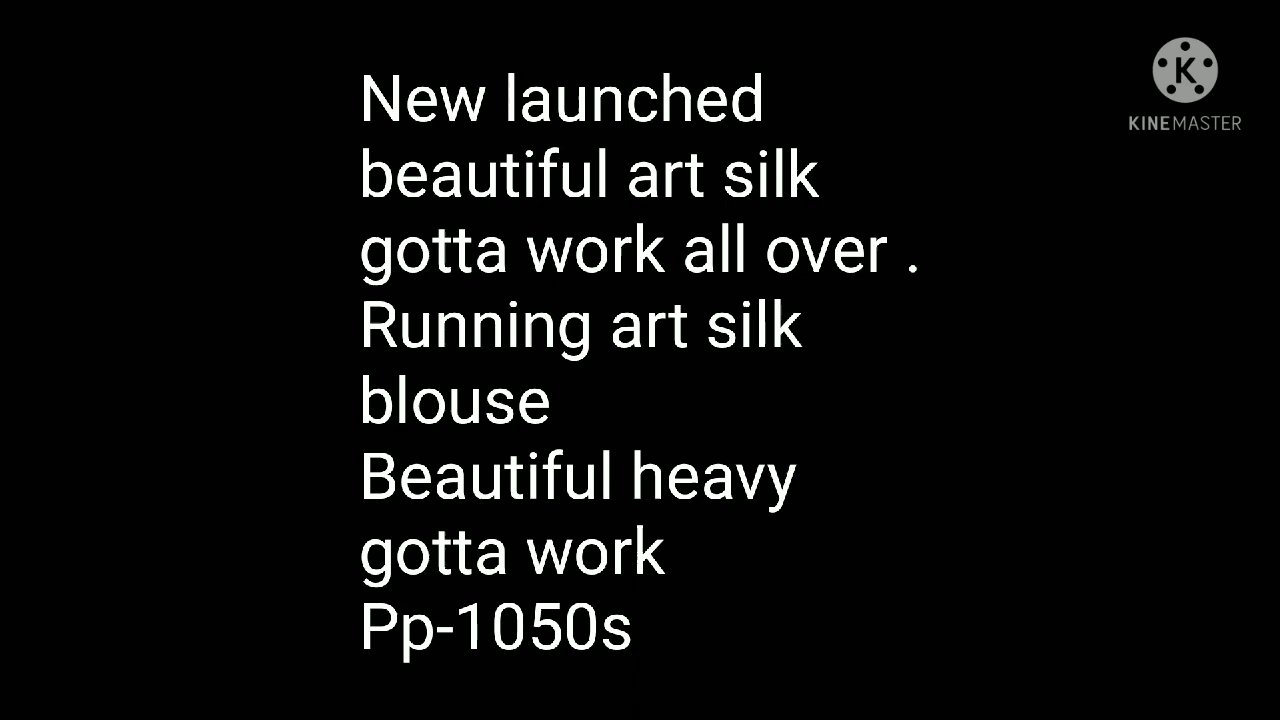 New launched
beautiful art silk
gotta work all over .
Running art silk
blouse
Beautiful heavy
gotta work
Pp-1050s
K
KINEMASTER